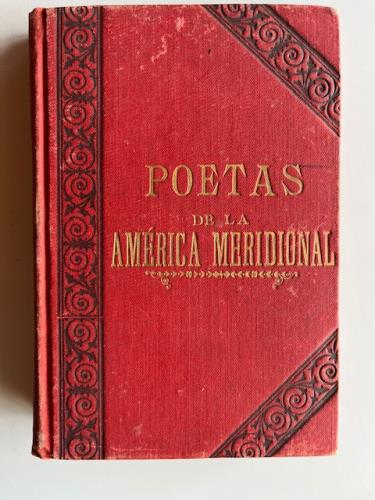 POETAS
DE LA
AMÉRICA MERIDIONAL